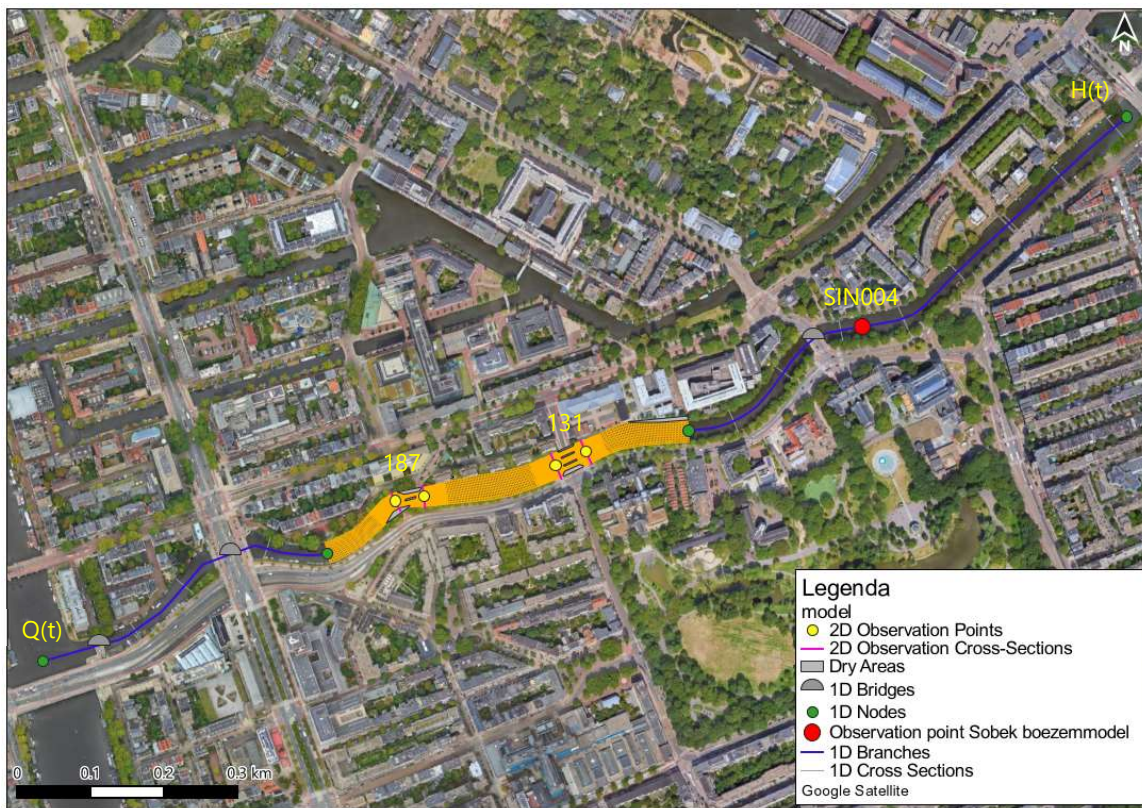 N
H(t)
SIN004
131
187
Q(t)
0 0.1 0.2 0.3 km
Legenda
model
2D Observation Points
2D Observation Cross-Sections
Dry Areas
1D Bridges
1D Nodes
Observation point Sobek boezemmodel
1D Branches
1D Cross Sections
Google Satellite